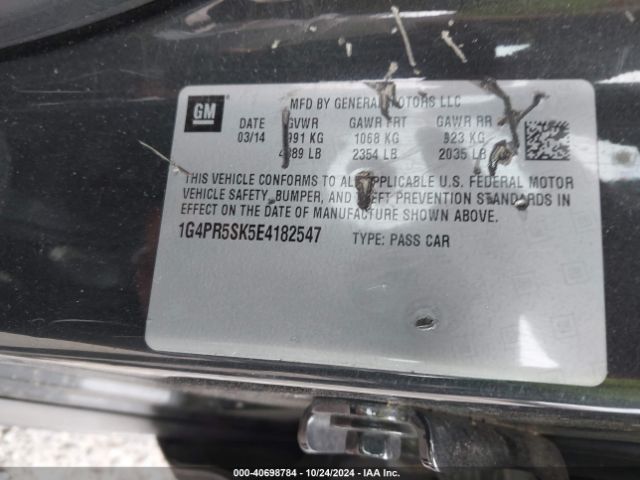 GM
MFD BY GENERAL MOTORS LLC
DATE GVWR GAWR FRT GAWR RR
03/14 1991 KG 1068 KG 923 KG
4389 LB 2354 LB 2035 LB
THIS VEHICLE CONFORMS TO ALL APPLICABLE U.S. FEDERAL MOTOR
VEHICLE SAFETY, BUMPER, AND THEFT PREVENTION STANDARDS IN
EFFECT ON THE DATE OF MANUFACTURE SHOWN ABOVE.
1G4PR5SK5E4182547 TYPE: PASS CAR
000-40698784 | 10/24/2024 | IAA Inc.